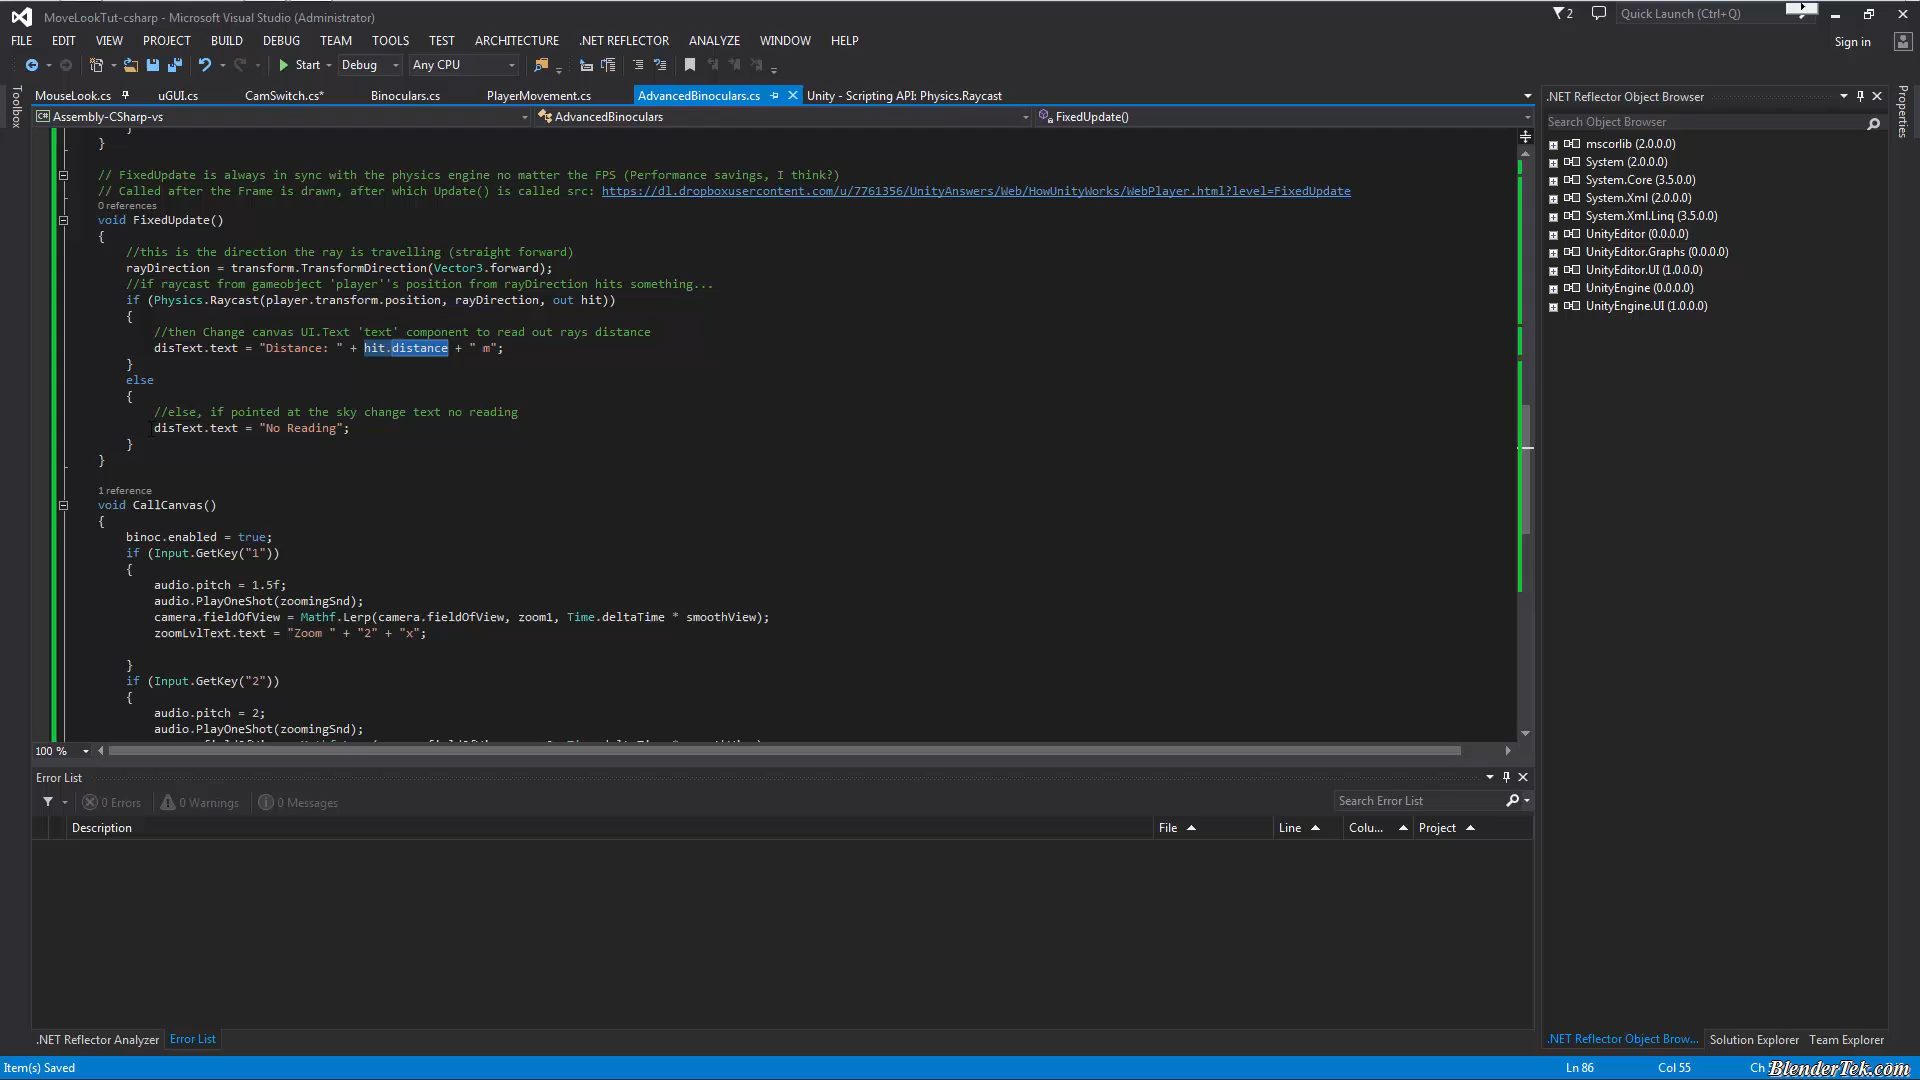 MoveLookTut-csharp - Microsoft Visual Studio (Administrator)
2
Quick Launch (Ctrl+Q)
FILE EDIT VIEW PROJECT BUILD DEBUG TEAM TOOLS TEST ARCHITECTURE .NET REFLECTOR ANALYZE WINDOW HELP
Sign in
Start Debug Any CPU
Toolbox
MouseLook.cs uGUI.cs CamSwitch.cs* Binoculars.cs PlayerMovement.cs AdvancedBinoculars.cs Unity - Scripting API: Physics.Raycast
Assembly-CSharp-vs AdvancedBinoculars FixedUpdate()
}
}
// FixedUpdate is always in sync with the physics engine no matter the FPS (Performance savings, I think?)
// Called after the Frame is drawn, after which Update() is called src: https://dl.dropboxusercontent.com/u/7761356/UnityAnswers/Web/HowUnityWorks/WebPlayer.html?level=FixedUpdate
0 references
void FixedUpdate()
{
//this is the direction the ray is travelling (straight forward)
rayDirection = transform.TransformDirection(Vector3.forward);
//if raycast from gameobject 'player''s position from rayDirection hits something...
if (Physics.Raycast(player.transform.position, rayDirection, out hit))
{
//then Change canvas UI.Text 'text' component to read out rays distance
disText.text = "Distance: " + hit.distance + " m";
}
else
{
//else, if pointed at the sky change text no reading
disText.text = "No Reading";
}
}
1 reference
void CallCanvas()
{
binoc.enabled = true;
if (Input.GetKey("1"))
{
audio.pitch = 1.5f;
audio.PlayOneShot(zoomingSnd);
camera.fieldOfView = Mathf.Lerp(camera.fieldOfView, zoom1, Time.deltaTime * smoothView);
zoomLvlText.text = "Zoom " + "2" + "x";
}
if (Input.GetKey("2"))
{
audio.pitch = 2;
audio.PlayOneShot(zoomingSnd);
100 %
.NET Reflector Object Browser
Search Object Browser
mscorlib (2.0.0.0)
System (2.0.0.0)
System.Core (3.5.0.0)
System.Xml (2.0.0.0)
System.Xml.Linq (3.5.0.0)
UnityEditor (0.0.0.0)
UnityEditor.Graphs (0.0.0.0)
UnityEditor.UI (1.0.0.0)
UnityEngine (0.0.0.0)
UnityEngine.UI (1.0.0.0)
Properties
Error List
0 Errors 0 Warnings 0 Messages
Search Error List
Description File Line Colu... Project
.NET Reflector Analyzer Error List
.NET Reflector Object Brow... Solution Explorer Team Explorer
Item(s) Saved
Ln 86 Col 55 Ch
BlenderTek.com